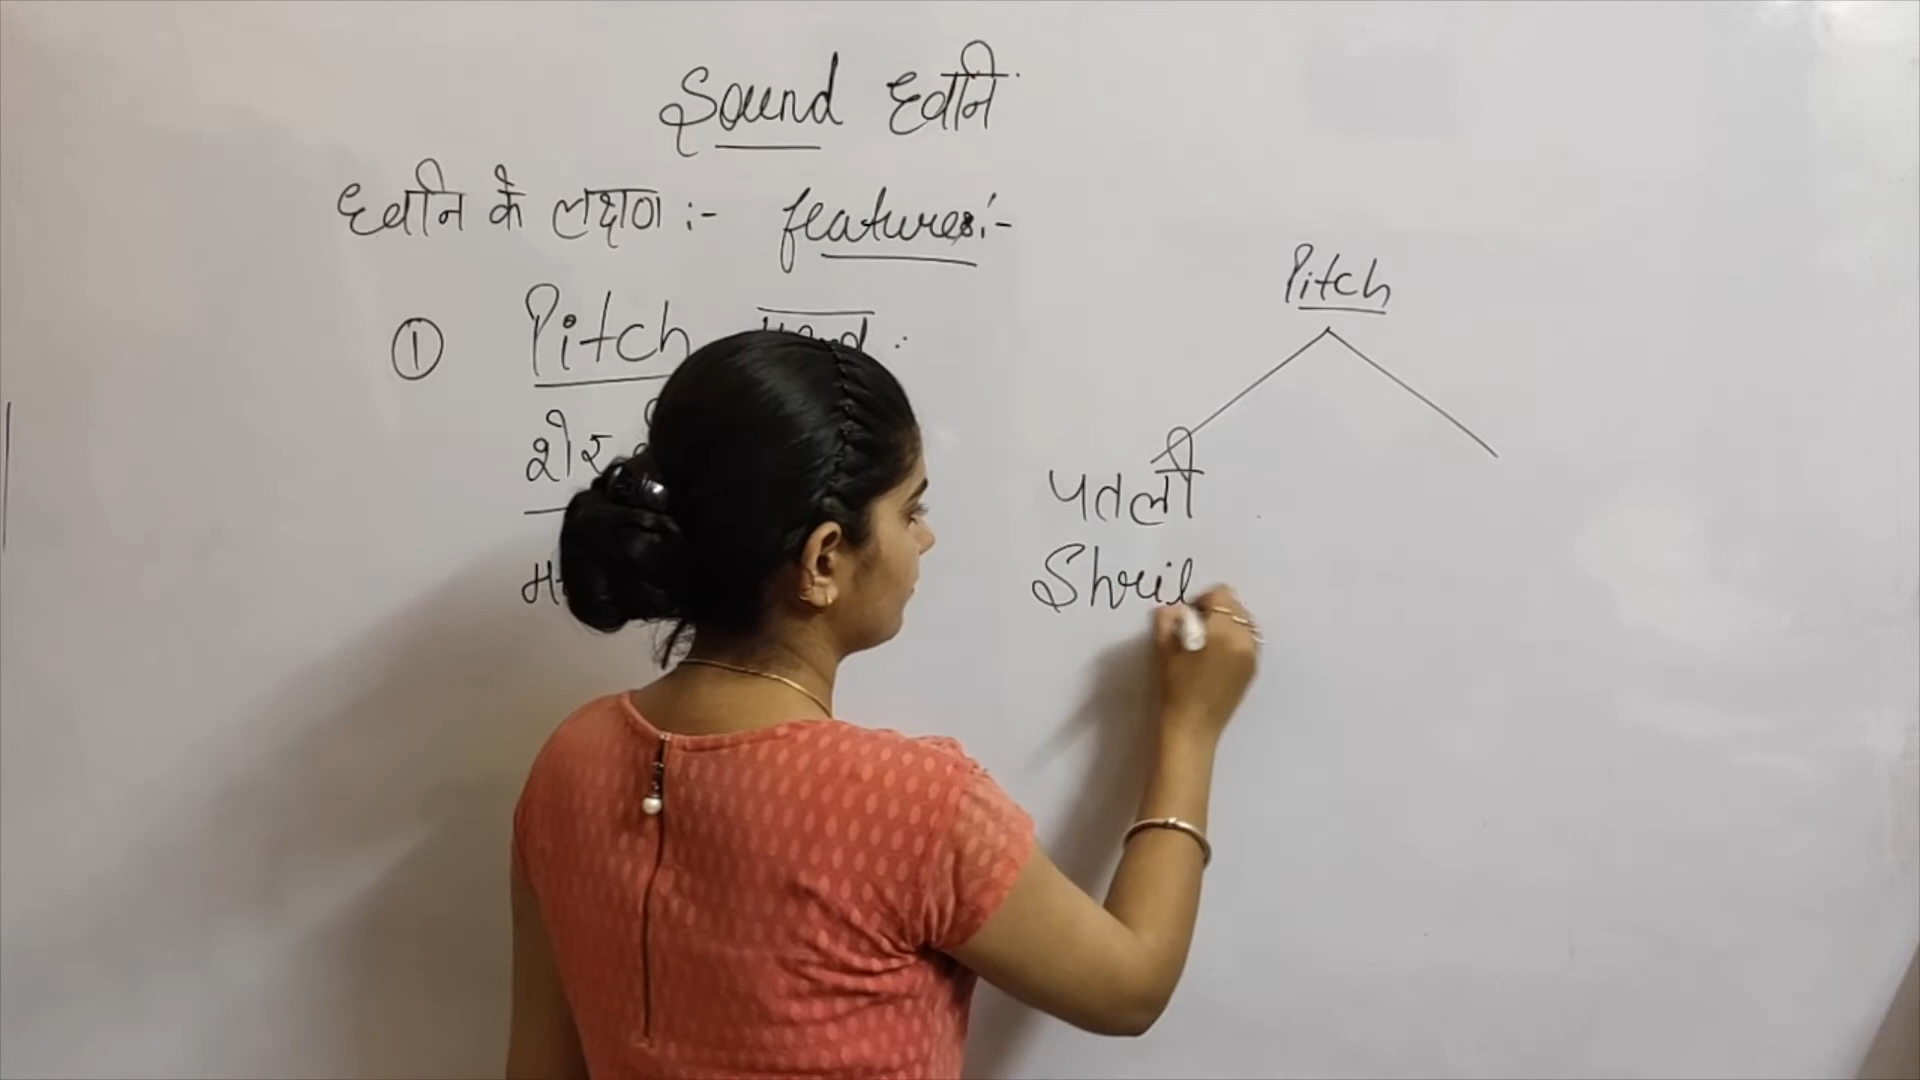 Sound ध्वनि
ध्वनि के लक्षण :- features:-
① Pitch
शेर
Pitch
पतली
Shril